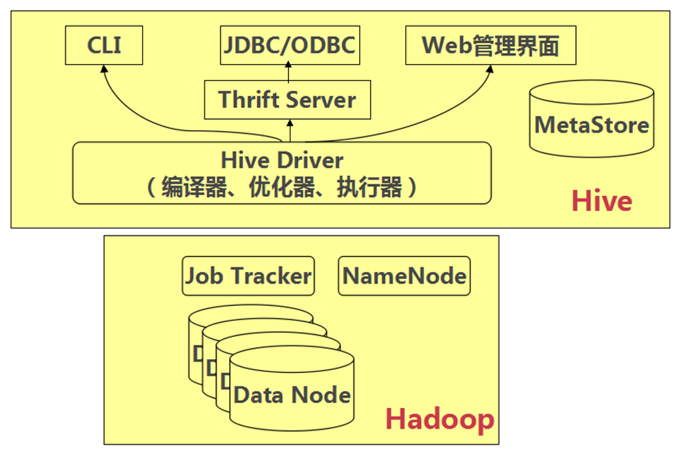 CLI
JDBC/ODBC
Web管理界面
Thrift Server
MetaStore
Hive Driver
（编译器、优化器、执行器）
Hive
Job Tracker
NameNode
D
D
D
Data Node
Hadoop